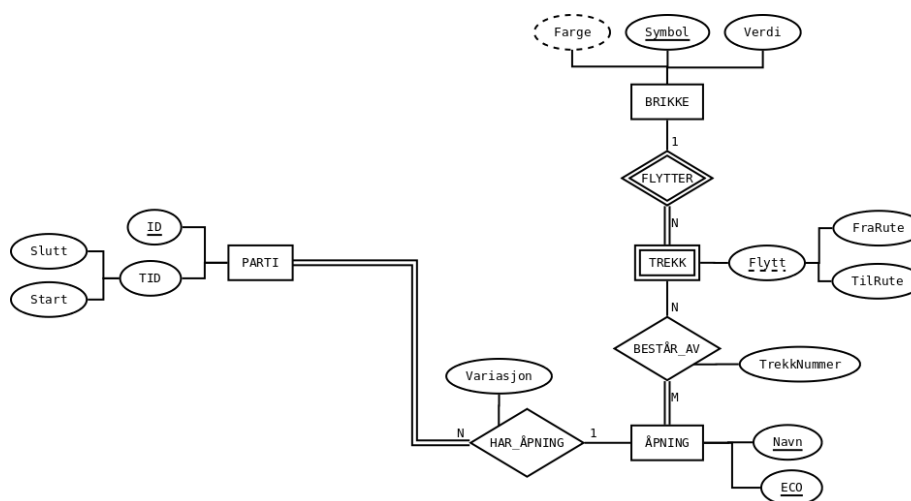 Farge
Symbol
Verdi
BRIKKE
1
FLYTTER
N
ID
Slutt
PARTI
TREKK
Flytt
FraRute
TID
TilRute
Start
N
BESTÅR_AV
TrekkNummer
Variasjon
M
N
HAR_ÅPNING
1
ÅPNING
Navn
ECO